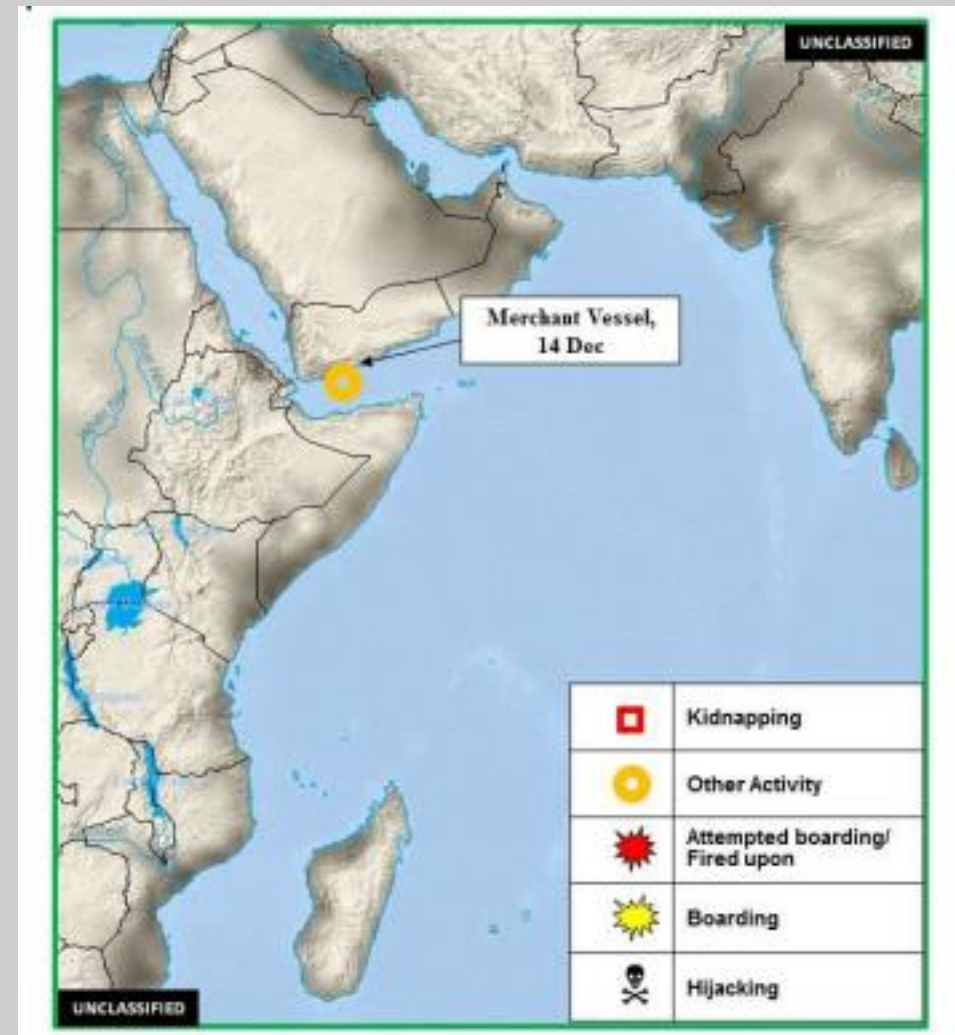 UNCLASSIFIED
Merchant Vessel,
14 Dec
Kidnapping
Other Activity
Attempted boarding/
Fired upon
Boarding
Hijacking
UNCLASSIFIED